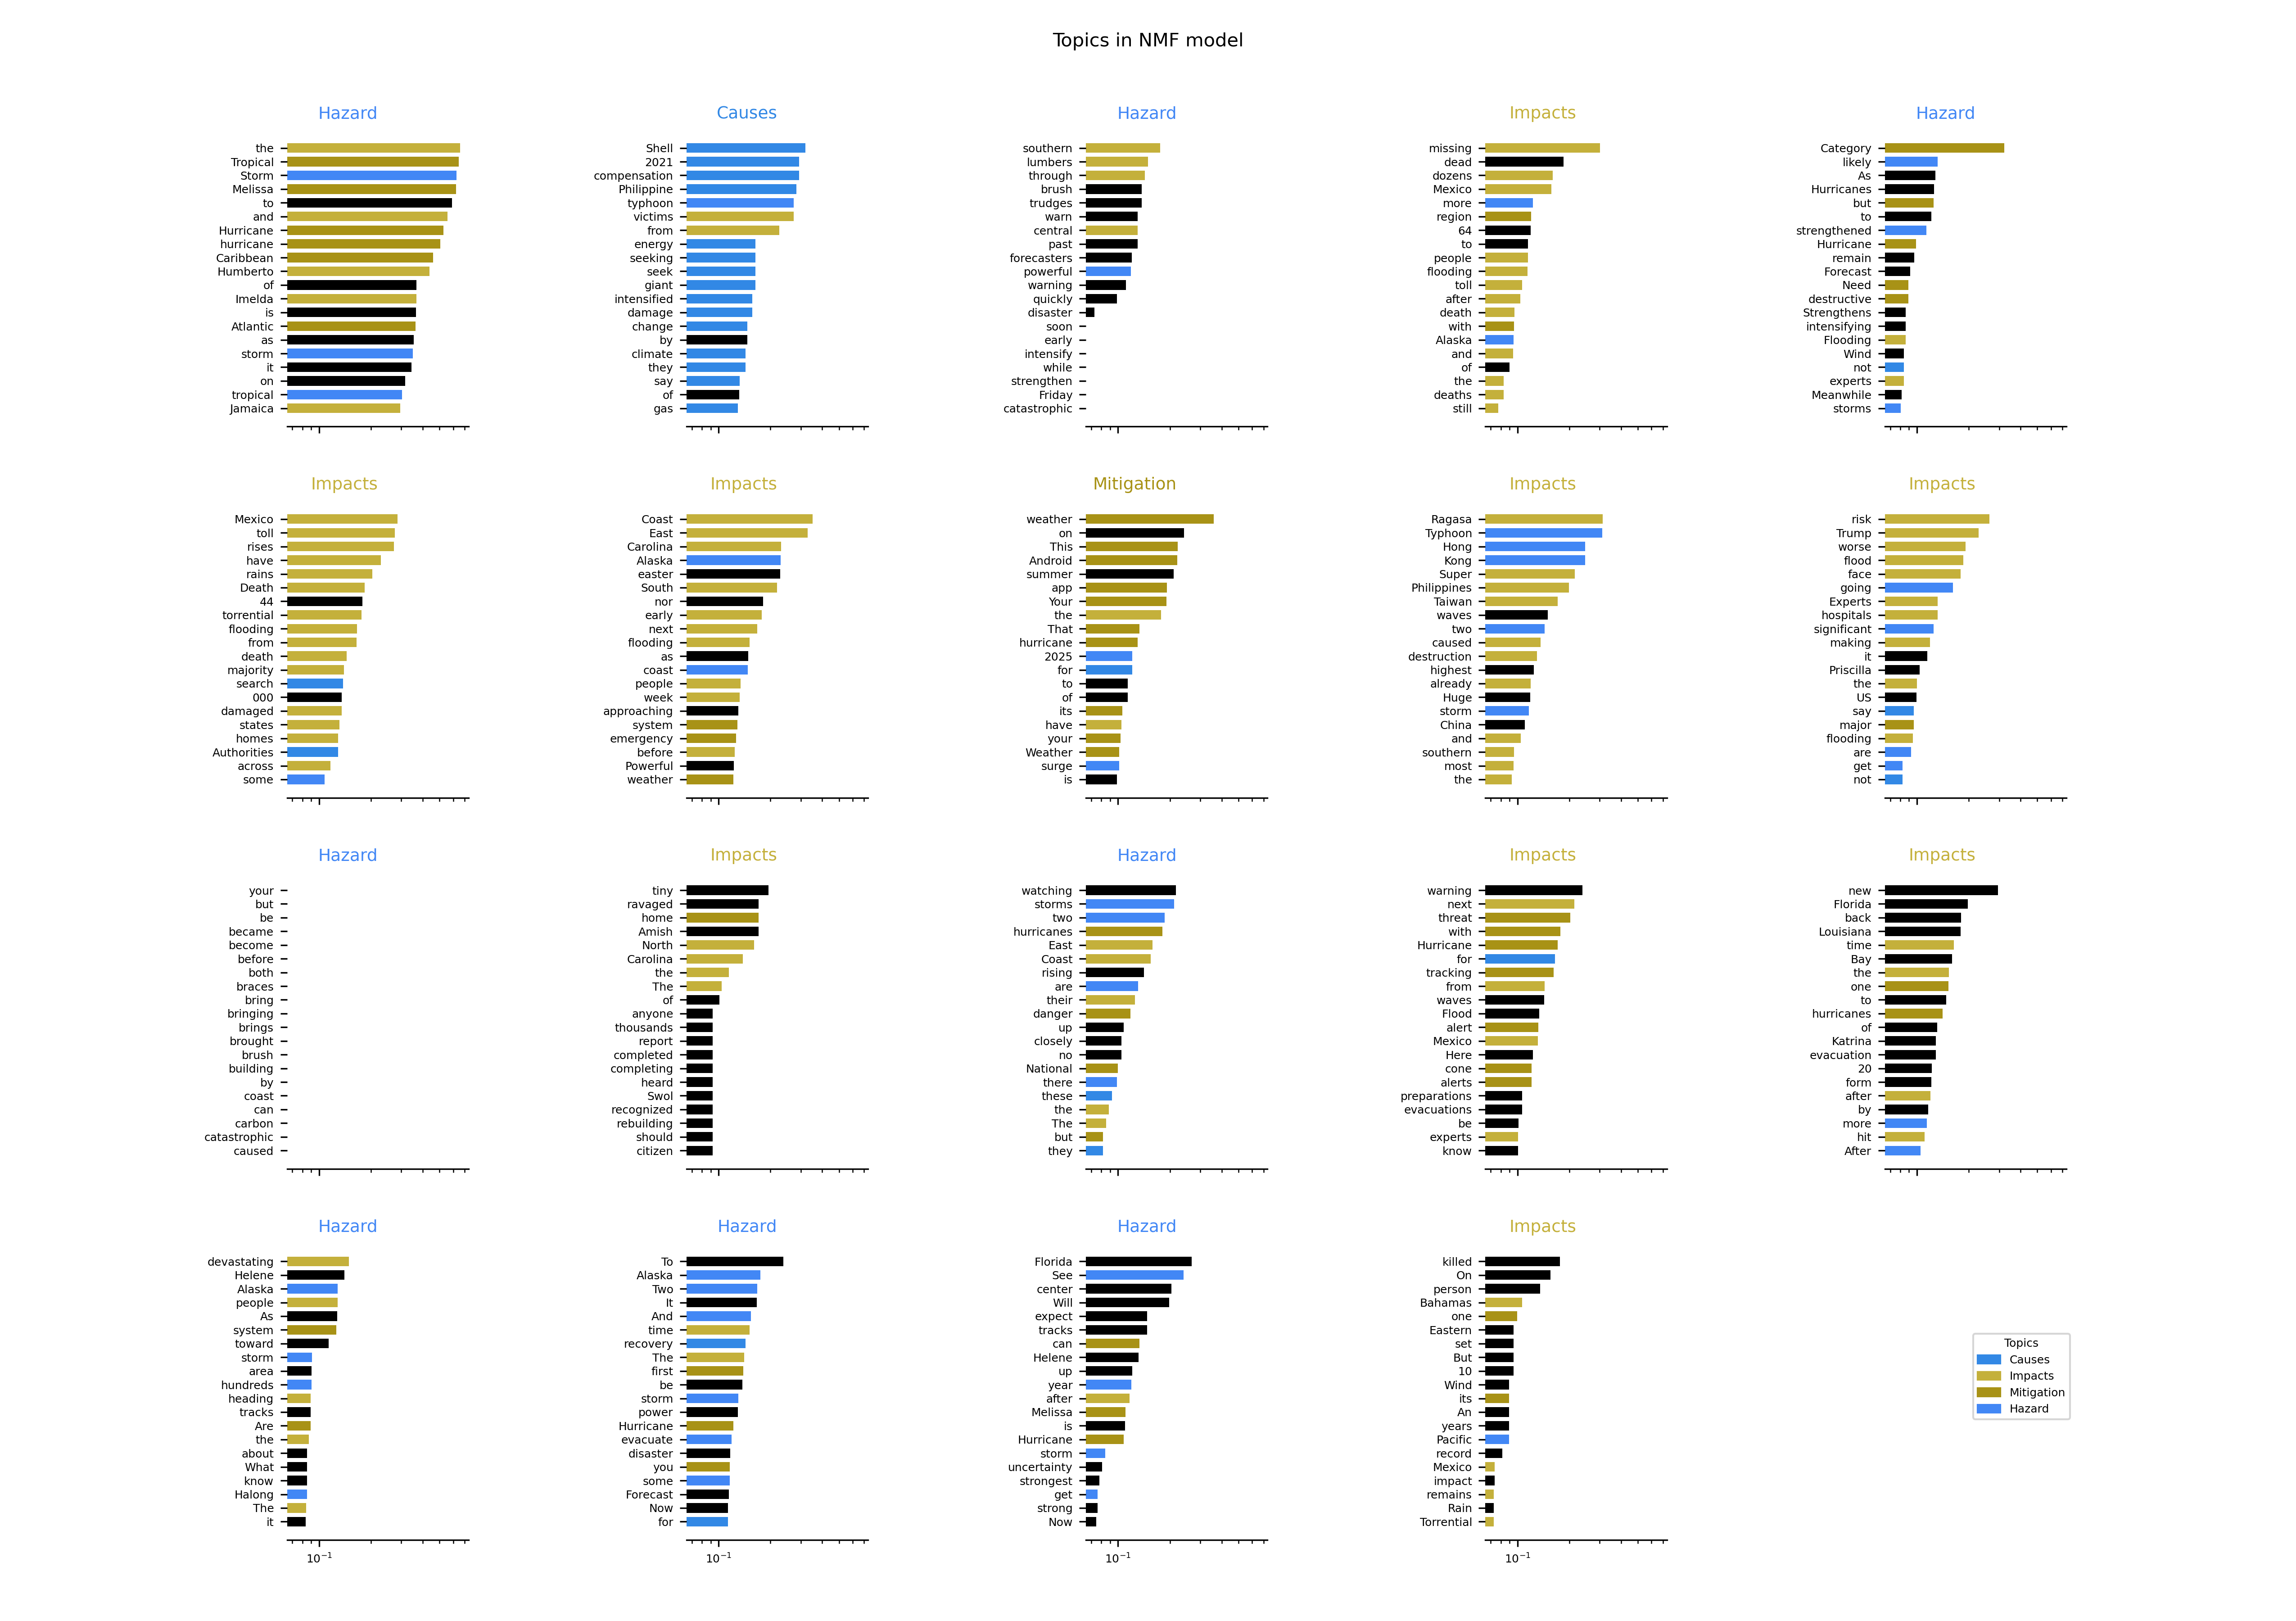 Topics in NMF model
Hazard
the
Tropical
Storm
Melissa
to
and
Hurricane
hurricane
Caribbean
Humberto
of
Imelda
is
Atlantic
as
storm
it
on
tropical
Jamaica
Causes
Shell
2021
compensation
Philippine
typhoon
victims
from
energy
seeking
seek
giant
intensified
damage
change
by
climate
they
say
of
gas
Hazard
southern
lumbers
through
brush
trudges
warn
central
past
forecasters
powerful
warning
quickly
disaster
soon
early
intensify
while
strengthen
Friday
catastrophic
Impacts
missing
dead
dozens
Mexico
more
region
64
to
people
flooding
toll
after
death
with
Alaska
and
of
the
deaths
still
Hazard
Category
likely
As
Hurricanes
but
to
strengthened
Hurricane
remain
Forecast
Need
destructive
Strengthens
intensifying
Flooding
Wind
not
experts
Meanwhile
storms
Impacts
Mexico
toll
rises
have
rains
Death
44
torrential
flooding
from
death
majority
search
000
damaged
states
homes
Authorities
across
some
Impacts
Coast
East
Carolina
Alaska
easter
South
nor
early
next
flooding
as
coast
people
week
approaching
system
emergency
before
Powerful
weather
Mitigation
weather
on
This
Android
summer
app
Your
the
That
hurricane
2025
for
to
of
its
have
your
Weather
surge
is
Impacts
Ragasa
Typhoon
Hong
Kong
Super
Philippines
Taiwan
waves
two
caused
destruction
highest
already
Huge
storm
China
and
southern
most
the
Impacts
risk
Trump
worse
flood
face
going
Experts
hospitals
significant
making
it
Priscilla
the
US
say
major
flooding
are
get
not
Hazard
your
but
be
became
become
before
both
braces
bring
bringing
brings
brought
brush
building
by
coast
can
carbon
catastrophic
caused
Impacts
tiny
ravaged
home
Amish
North
Carolina
the
The
of
anyone
thousands
report
completed
completing
heard
Swol
recognized
rebuilding
should
citizen
Hazard
watching
storms
two
hurricanes
East
Coast
rising
are
their
danger
up
closely
no
National
there
these
the
The
but
they
Impacts
warning
next
threat
with
Hurricane
for
tracking
from
waves
Flood
alert
Mexico
Here
cone
alerts
preparations
evacuations
be
experts
know
Impacts
new
Florida
back
Louisiana
time
Bay
the
one
to
hurricanes
of
Katrina
evacuation
20
form
after
by
more
hit
After
Hazard
devastating
Helene
Alaska
people
As
system
toward
storm
area
hundreds
heading
tracks
Are
the
about
What
know
Halong
The
it
10⁻¹
Hazard
To
Alaska
Two
It
And
time
recovery
The
first
be
storm
power
Hurricane
evacuate
disaster
you
some
Forecast
Now
for
10⁻¹
Hazard
Florida
See
center
Will
expect
tracks
can
Helene
up
year
after
Melissa
is
Hurricane
storm
uncertainty
strongest
get
strong
Now
10⁻¹
Impacts
killed
On
person
Bahamas
one
Eastern
set
But
10
Wind
its
An
years
Pacific
record
Mexico
impact
remains
Rain
Torrential
10⁻¹
Topics
Causes
Impacts
Mitigation
Hazard